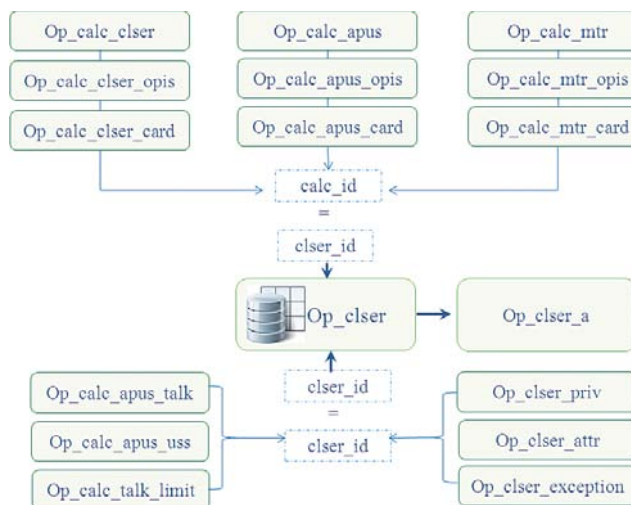 Op_calc_clser
Op_calc_apus
Op_calc_mtr
Op_calc_clser_opis
Op_calc_apus_opis
Op_calc_mtr_opis
Op_calc_clser_card
Op_calc_apus_card
Op_calc_mtr_card
calc_id
=
clser_id
Op_clser
Op_clser_a
clser_id
=
clser_id
Op_calc_apus_talk
Op_calc_apus_uss
Op_calc_talk_limit
Op_clser_priv
Op_clser_attr
Op_clser_exception